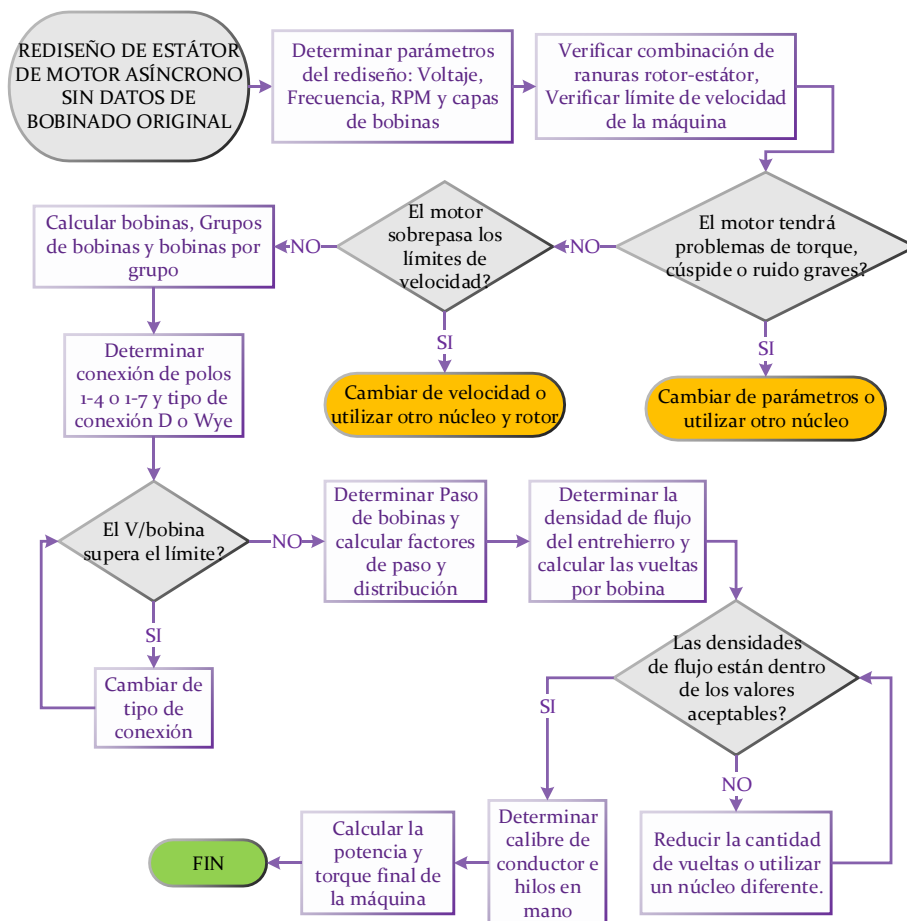 REDISEÑO DE ESTÁTOR
DE MOTOR ASÍNCRONO
SIN DATOS DE
BOBINADO ORIGINAL
Determinar parámetros
del rediseño: Voltaje,
Frecuencia, RPM y capas
de bobinas
Verificar combinación de
ranuras rotor-estátor,
Verificar límite de velocidad
de la máquina
El motor tendrá
problemas de torque,
cúspide o ruido graves?
NO
SI
Cambiar de parámetros o
utilizar otro núcleo
El motor
sobrepasa los
límites de
velocidad?
NO
SI
Cambiar de velocidad o
utilizar otro núcleo y rotor
Calcular bobinas, Grupos
de bobinas y bobinas por
grupo
Determinar
conexión de polos
1-4 o 1-7 y tipo de
conexión D o Wye
El V/bobina
supera el límite?
SI
Cambiar de
tipo de
conexión
NO
Determinar Paso
de bobinas y
calcular factores
de paso y
distribución
Determinar la
densidad de flujo
del entrehierro y
calcular las vueltas
por bobina
Las densidades
de flujo están dentro
de los valores
aceptables?
NO
Reducir la cantidad
de vueltas o utilizar
un núcleo diferente.
SI
Determinar
calibre de
conductor e
hilos en
mano
Calcular la
potencia y
torque final de
la máquina
FIN